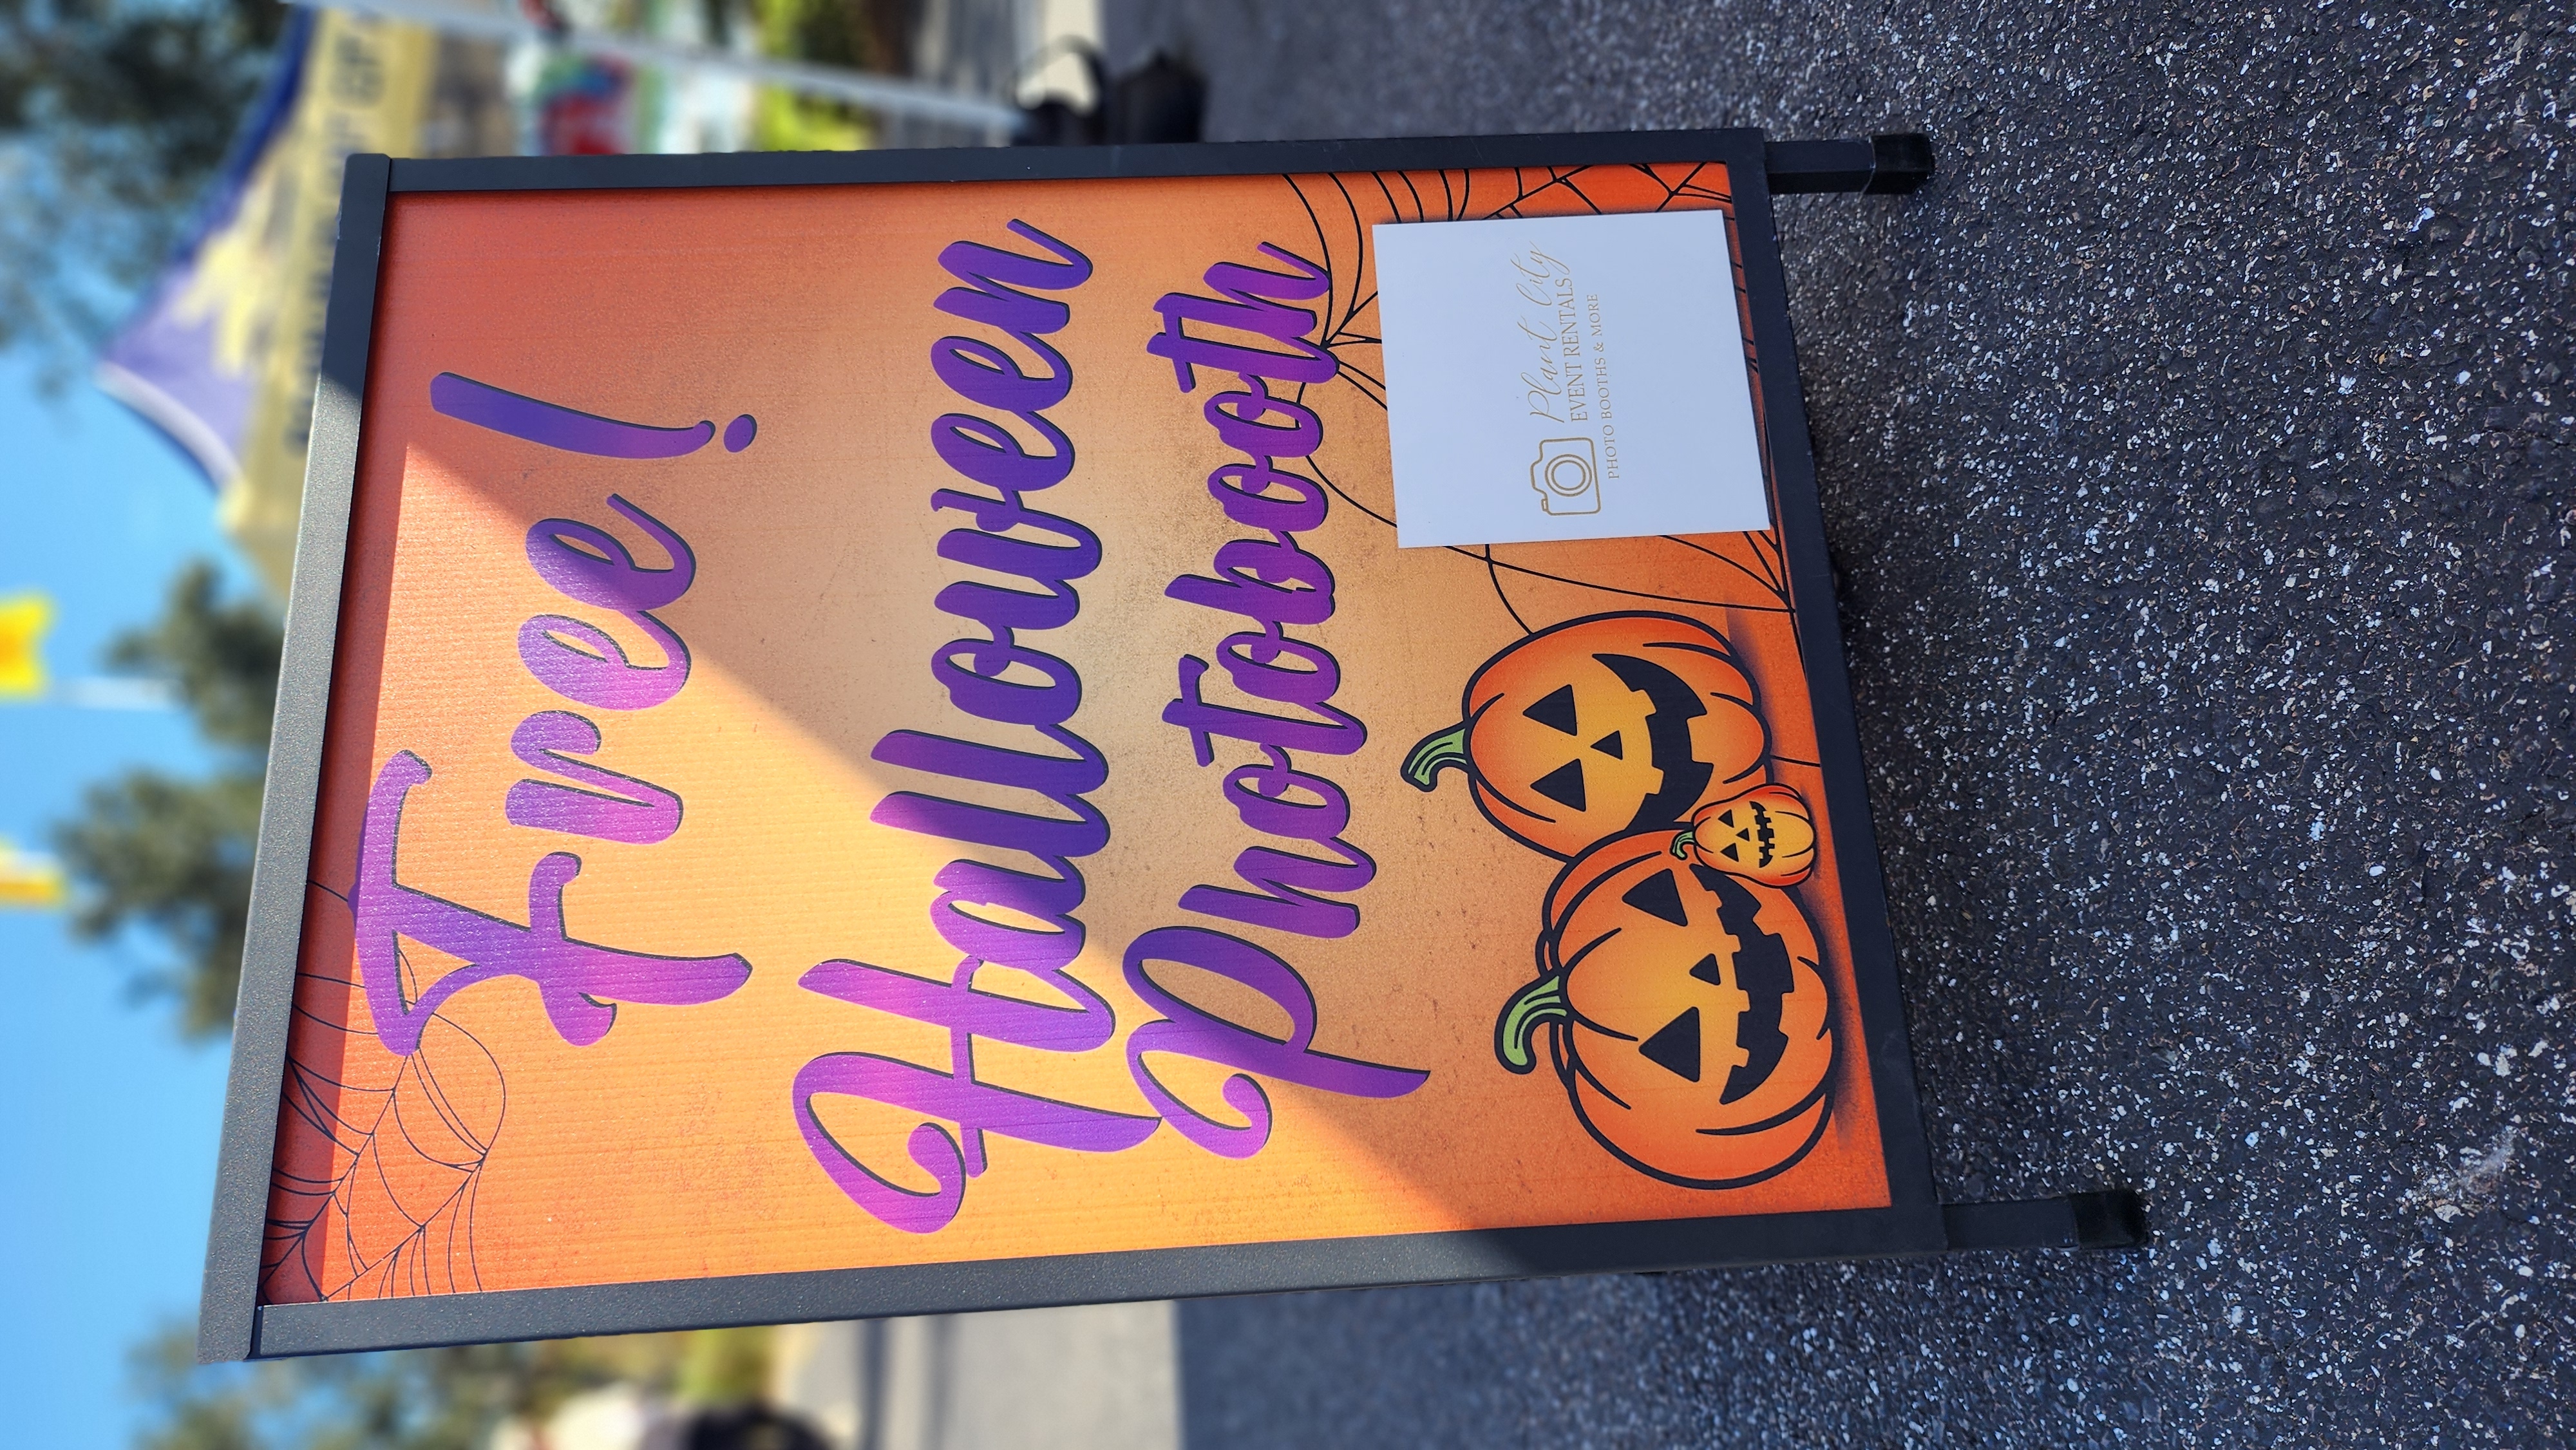 Free!
Halloween
Photobooth
Plant City
EVENT RENTALS
PHOTO BOOTHS & MORE